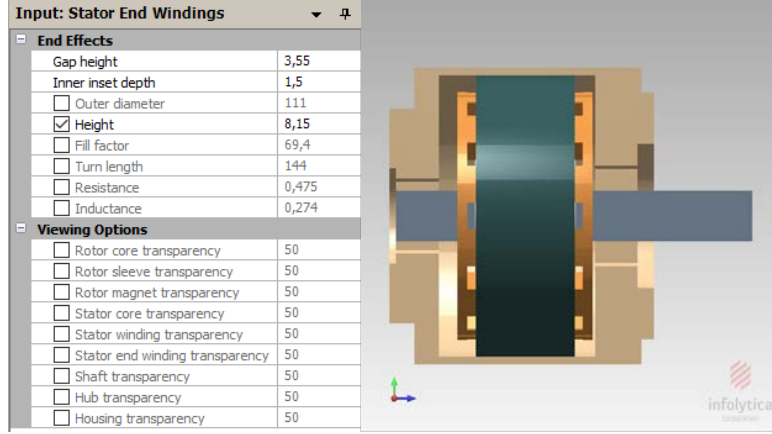 Input: Stator End Windings
End Effects
Gap height 3,55
Inner inset depth 1,5
Outer diameter 111
Height 8,15
Fill factor 69,4
Turn length 144
Resistance 0,475
Inductance 0,274
Viewing Options
Rotor core transparency 50
Rotor sleeve transparency 50
Rotor magnet transparency 50
Stator core transparency 50
Stator winding transparency 50
Stator end winding transparency 50
Shaft transparency 50
Hub transparency 50
Housing transparency 50
infolytica